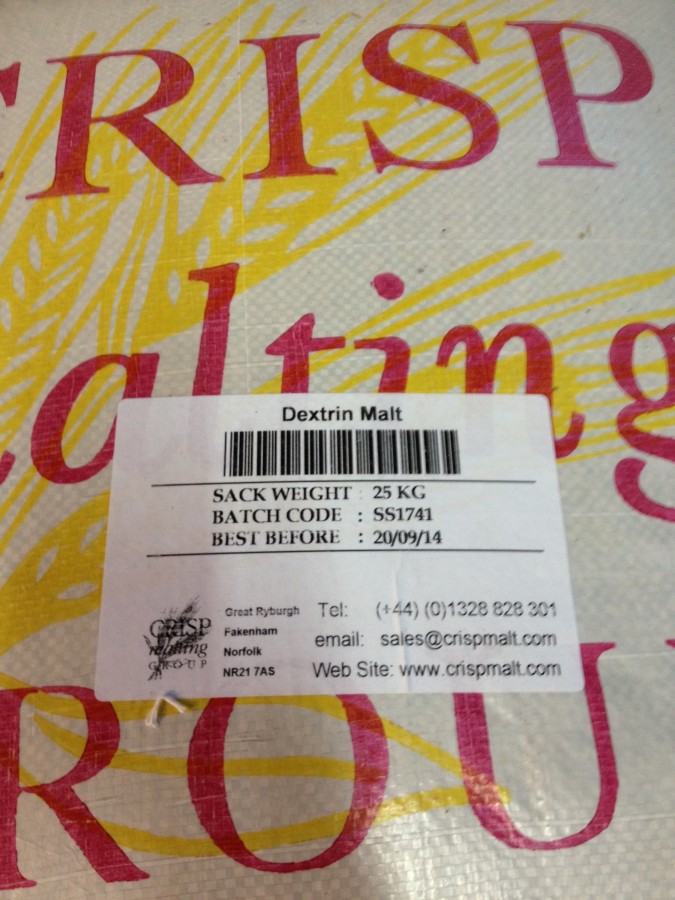 CRISP
malting
Dextrin Malt
SACK WEIGHT : 25 KG
BATCH CODE : SS1741
BEST BEFORE : 20/09/14
CRISP
malting
GROUP
Great Ryburgh
Fakenham
Norfolk
NR21 7AS
Tel: (+44) (0)1328 828 301
email: sales@crispmalt.com
Web Site: www.crispmalt.com
ROU